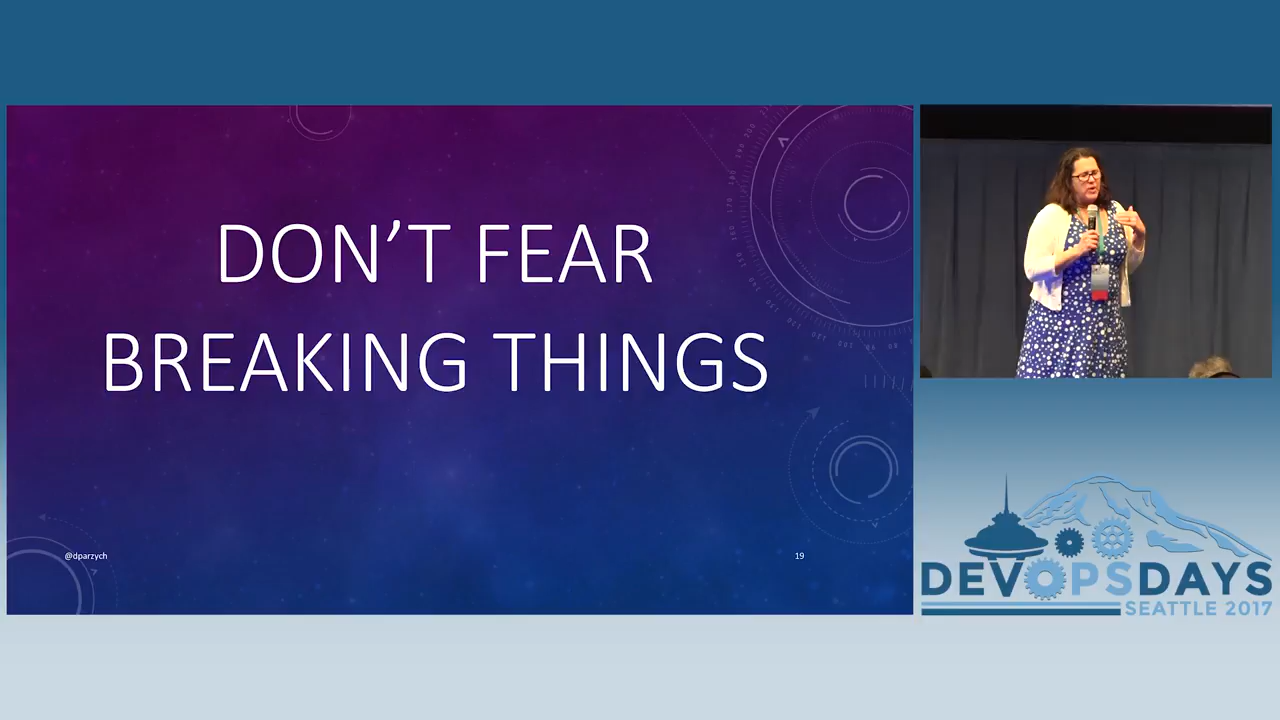 DON'T FEAR
BREAKING THINGS
@dparzych
19
DEVOPSDAYS
SEATTLE 2017